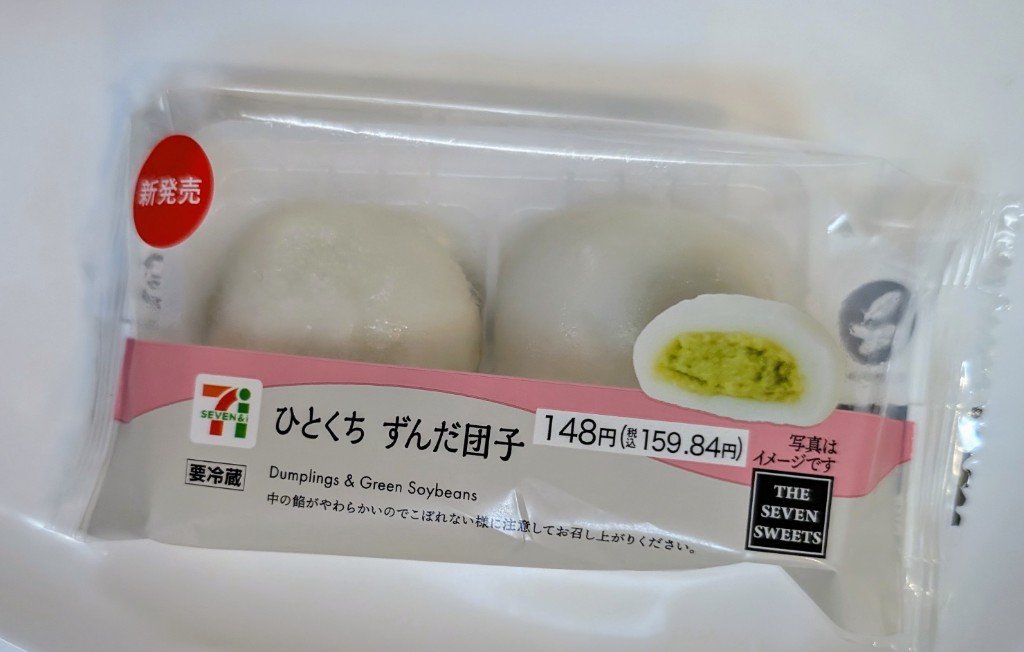 新発売
SEVEN&i
ひとくち ずんだ団子
148円(税込159.84円)
写真は
イメージです
要冷蔵
Dumplings & Green Soybeans
中の餡がやわらかいのでこぼれない様に注意してお召し上がりください。
THE
SEVEN
SWEETS